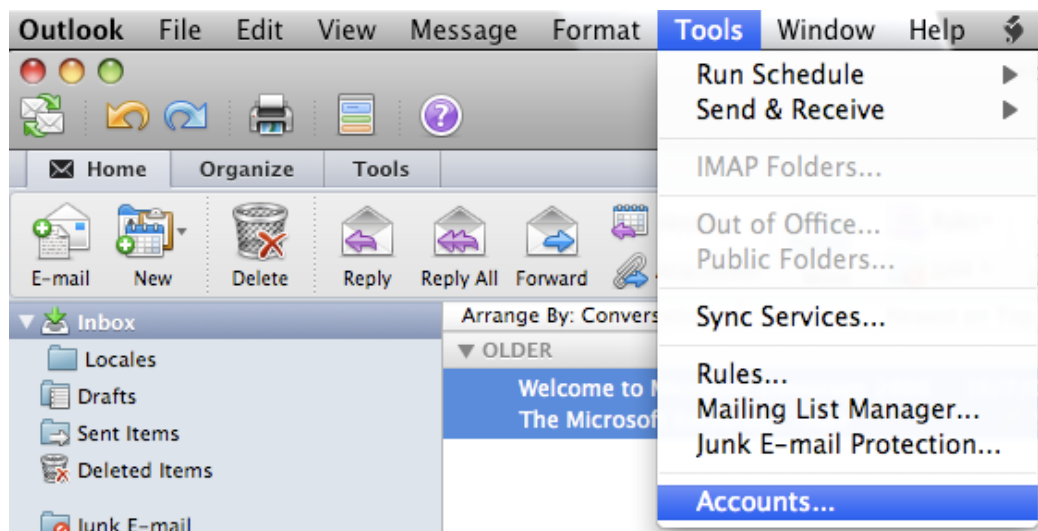 Outlook File Edit View Message Format Tools Window Help
Run Schedule
Send & Receive
IMAP Folders...
Out of Office...
Public Folders...
Sync Services...
Rules...
Mailing List Manager...
Junk E-mail Protection...
Accounts...
Home Organize Tools
E-mail New Delete Reply Reply All Forward
Inbox
Locales
Drafts
Sent Items
Deleted Items
Junk E-mail
Arrange By: Convers
OLDER
Welcome to
The Microsof